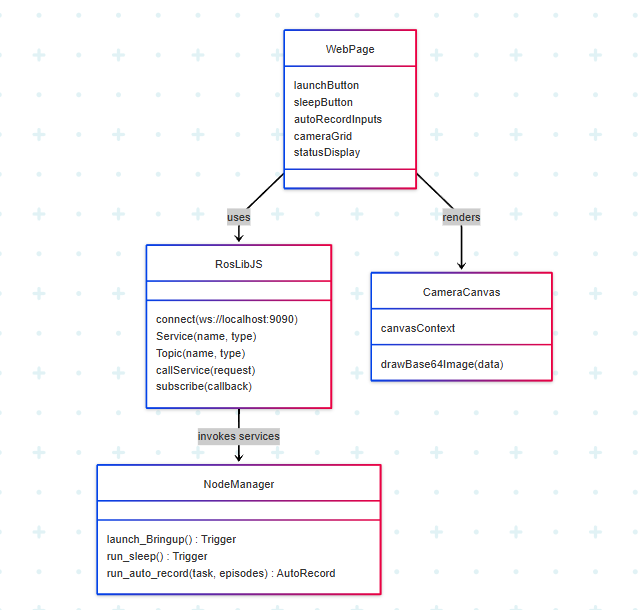 WebPage
launchButton
sleepButton
autoRecordInputs
cameraGrid
statusDisplay
uses
renders
RosLibJS
connect(ws://localhost:9090)
Service(name, type)
Topic(name, type)
callService(request)
subscribe(callback)
CameraCanvas
canvasContext
drawBase64Image(data)
invokes services
NodeManager
launch_Bringup() : Trigger
run_sleep() : Trigger
run_auto_record(task, episodes) : AutoRecord